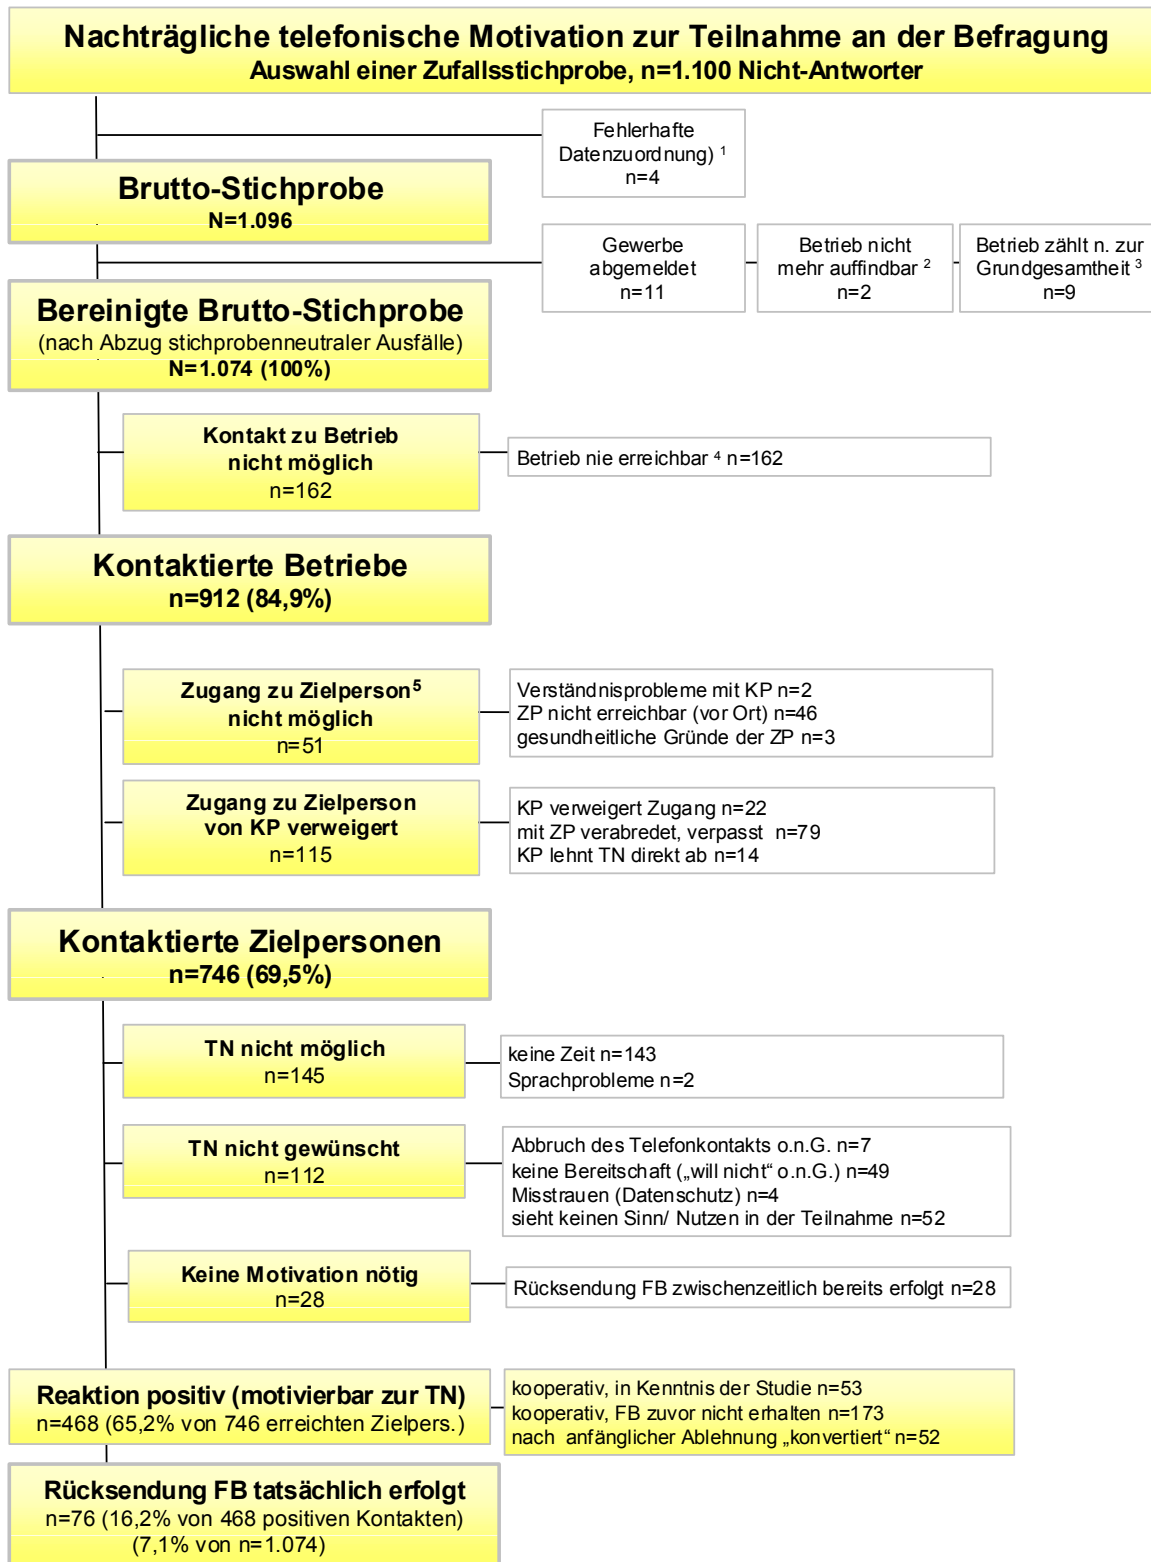 Nachträgliche telefonische Motivation zur Teilnahme an der Befragung
Auswahl einer Zufallsstichprobe, n=1.100 Nicht-Antworter
Fehlerhafte
Datenzuordnung) ¹
n=4
Brutto-Stichprobe
N=1.096
Gewerbe
abgemeldet
n=11
Betrieb nicht
mehr auffindbar ²
n=2
Betrieb zählt n. zur
Grundgesamtheit ³
n=9
Bereinigte Brutto-Stichprobe
(nach Abzug stichprobenneutraler Ausfälle)
N=1.074 (100%)
Kontakt zu Betrieb
nicht möglich
n=162
Betrieb nie erreichbar ⁴ n=162
Kontaktierte Betriebe
n=912 (84,9%)
Zugang zu Zielperson⁵
nicht möglich
n=51
Verständnisprobleme mit KP n=2
ZP nicht erreichbar (vor Ort) n=46
gesundheitliche Gründe der ZP n=3
Zugang zu Zielperson
von KP verweigert
n=115
KP verweigert Zugang n=22
mit ZP verabredet, verpasst n=79
KP lehnt TN direkt ab n=14
Kontaktierte Zielpersonen
n=746 (69,5%)
TN nicht möglich
n=145
keine Zeit n=143
Sprachprobleme n=2
TN nicht gewünscht
n=112
Abbruch des Telefonkontakts o.n.G. n=7
keine Bereitschaft („will nicht“ o.n.G.) n=49
Misstrauen (Datenschutz) n=4
sieht keinen Sinn/ Nutzen in der Teilnahme n=52
Keine Motivation nötig
n=28
Rücksendung FB zwischenzeitlich bereits erfolgt n=28
Reaktion positiv (motivierbar zur TN)
n=468 (65,2% von 746 erreichten Zielpers.)
kooperativ, in Kenntnis der Studie n=53
kooperativ, FB zuvor nicht erhalten n=173
nach anfänglicher Ablehnung „konvertiert“ n=52
Rücksendung FB tatsächlich erfolgt
n=76 (16,2% von 468 positiven Kontakten)
(7,1% von n=1.074)